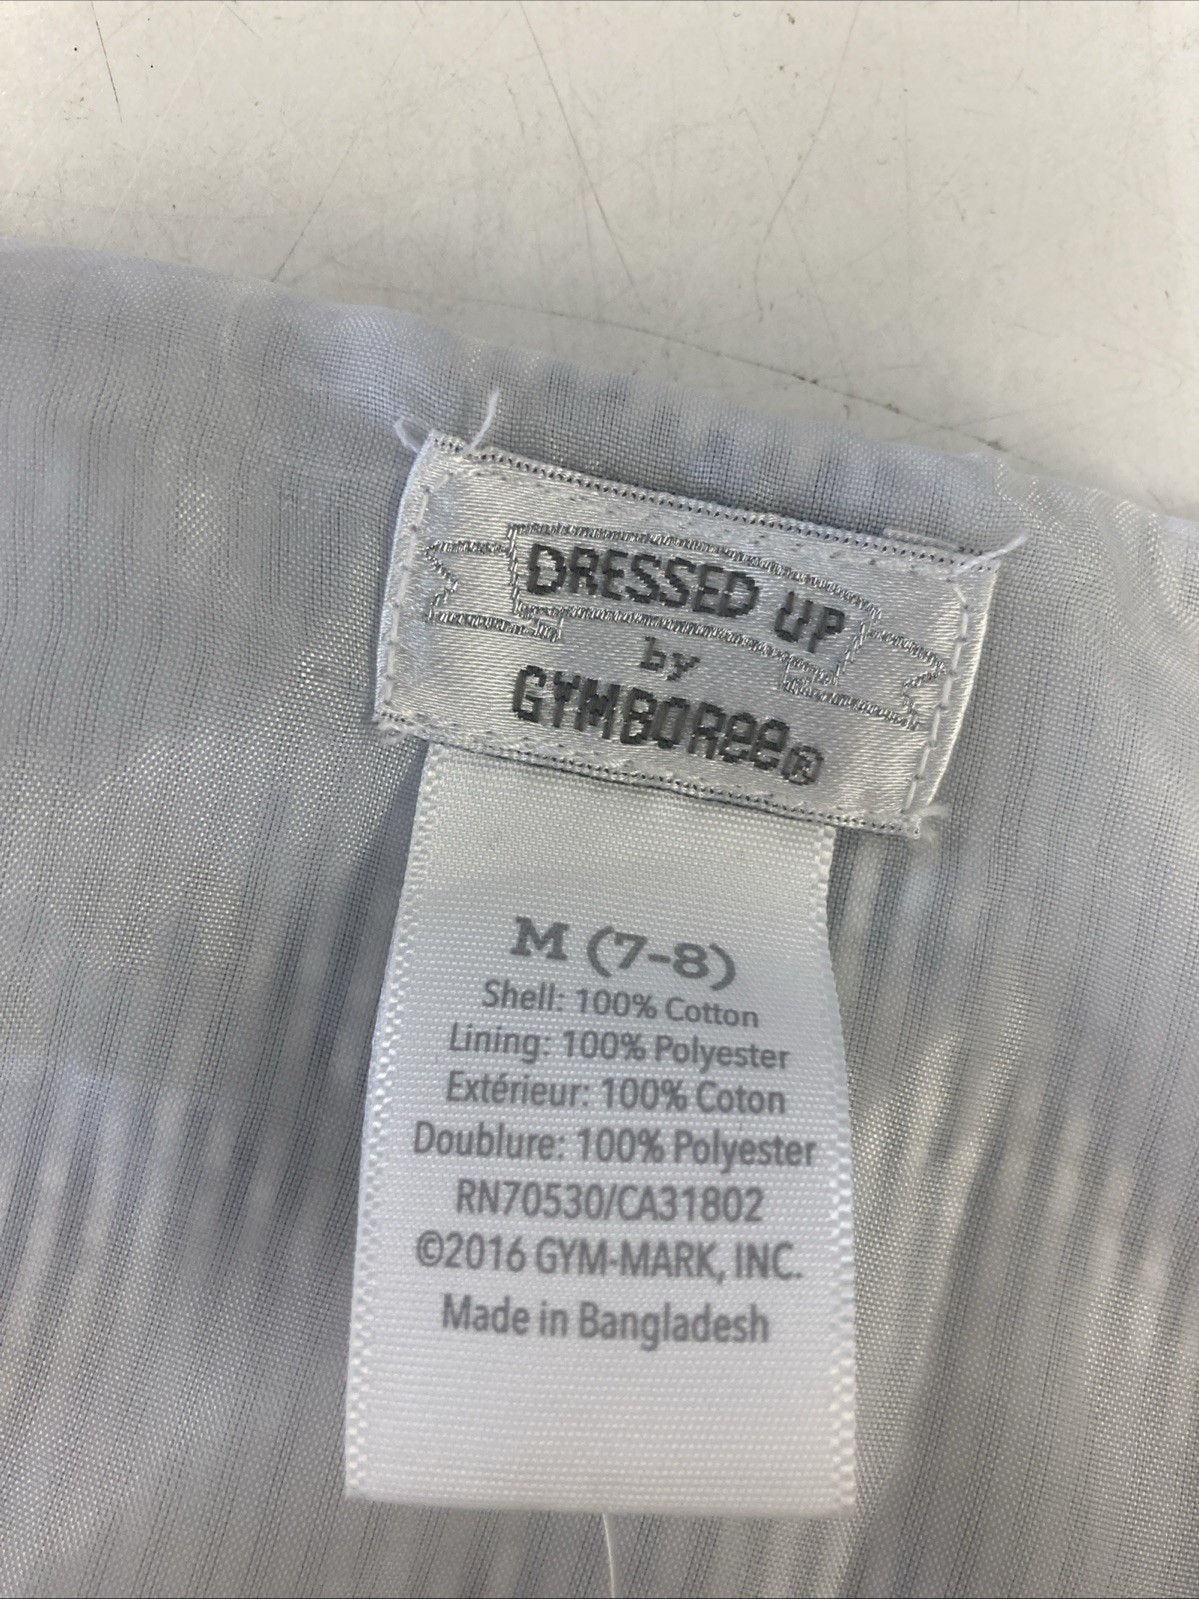 DRESSED UP
by
GYMBOREE®
M (7-8)
Shell: 100% Cotton
Lining: 100% Polyester
Extérieur: 100% Coton
Doublure: 100% Polyester
RN70530/CA31802
©2016 GYM-MARK, INC.
Made in Bangladesh